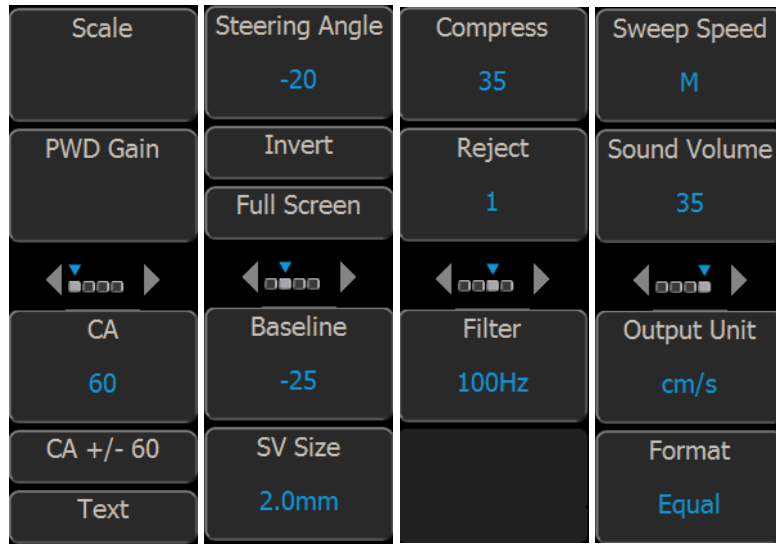 Scale
PWD Gain
CA
60
CA +/- 60
Text
Steering Angle
-20
Invert
Full Screen
Baseline
-25
SV Size
2.0mm
Compress
35
Reject
1
Filter
100Hz
Sweep Speed
M
Sound Volume
35
Output Unit
cm/s
Format
Equal